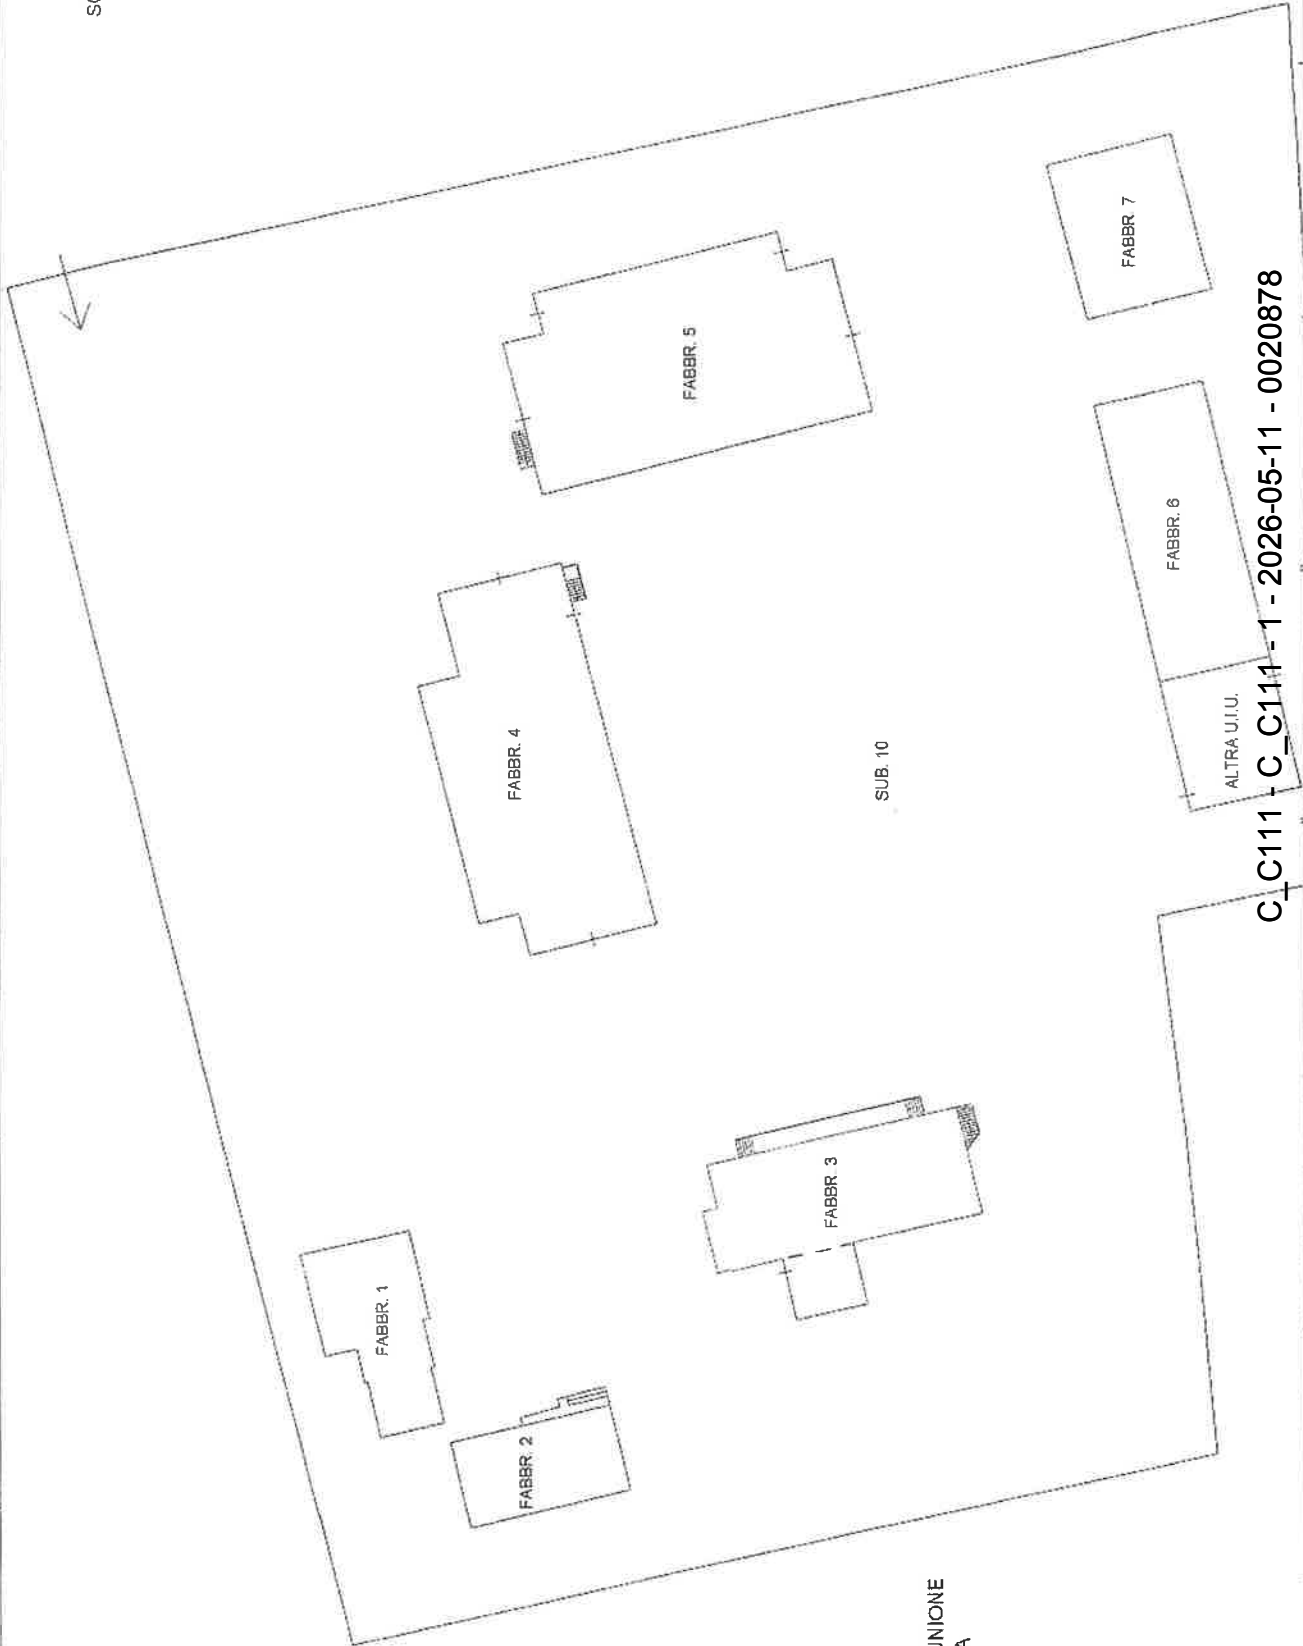 FABBR. 1
FABBR. 2
FABBR. 3
FABBR. 4
FABBR. 5
FABBR. 6
FABBR. 7
SUB. 10
ALTRA U.I.U.
C_C111 - C_C111 - 1 - 2026-05-11 - 0020878
UNIONE
A